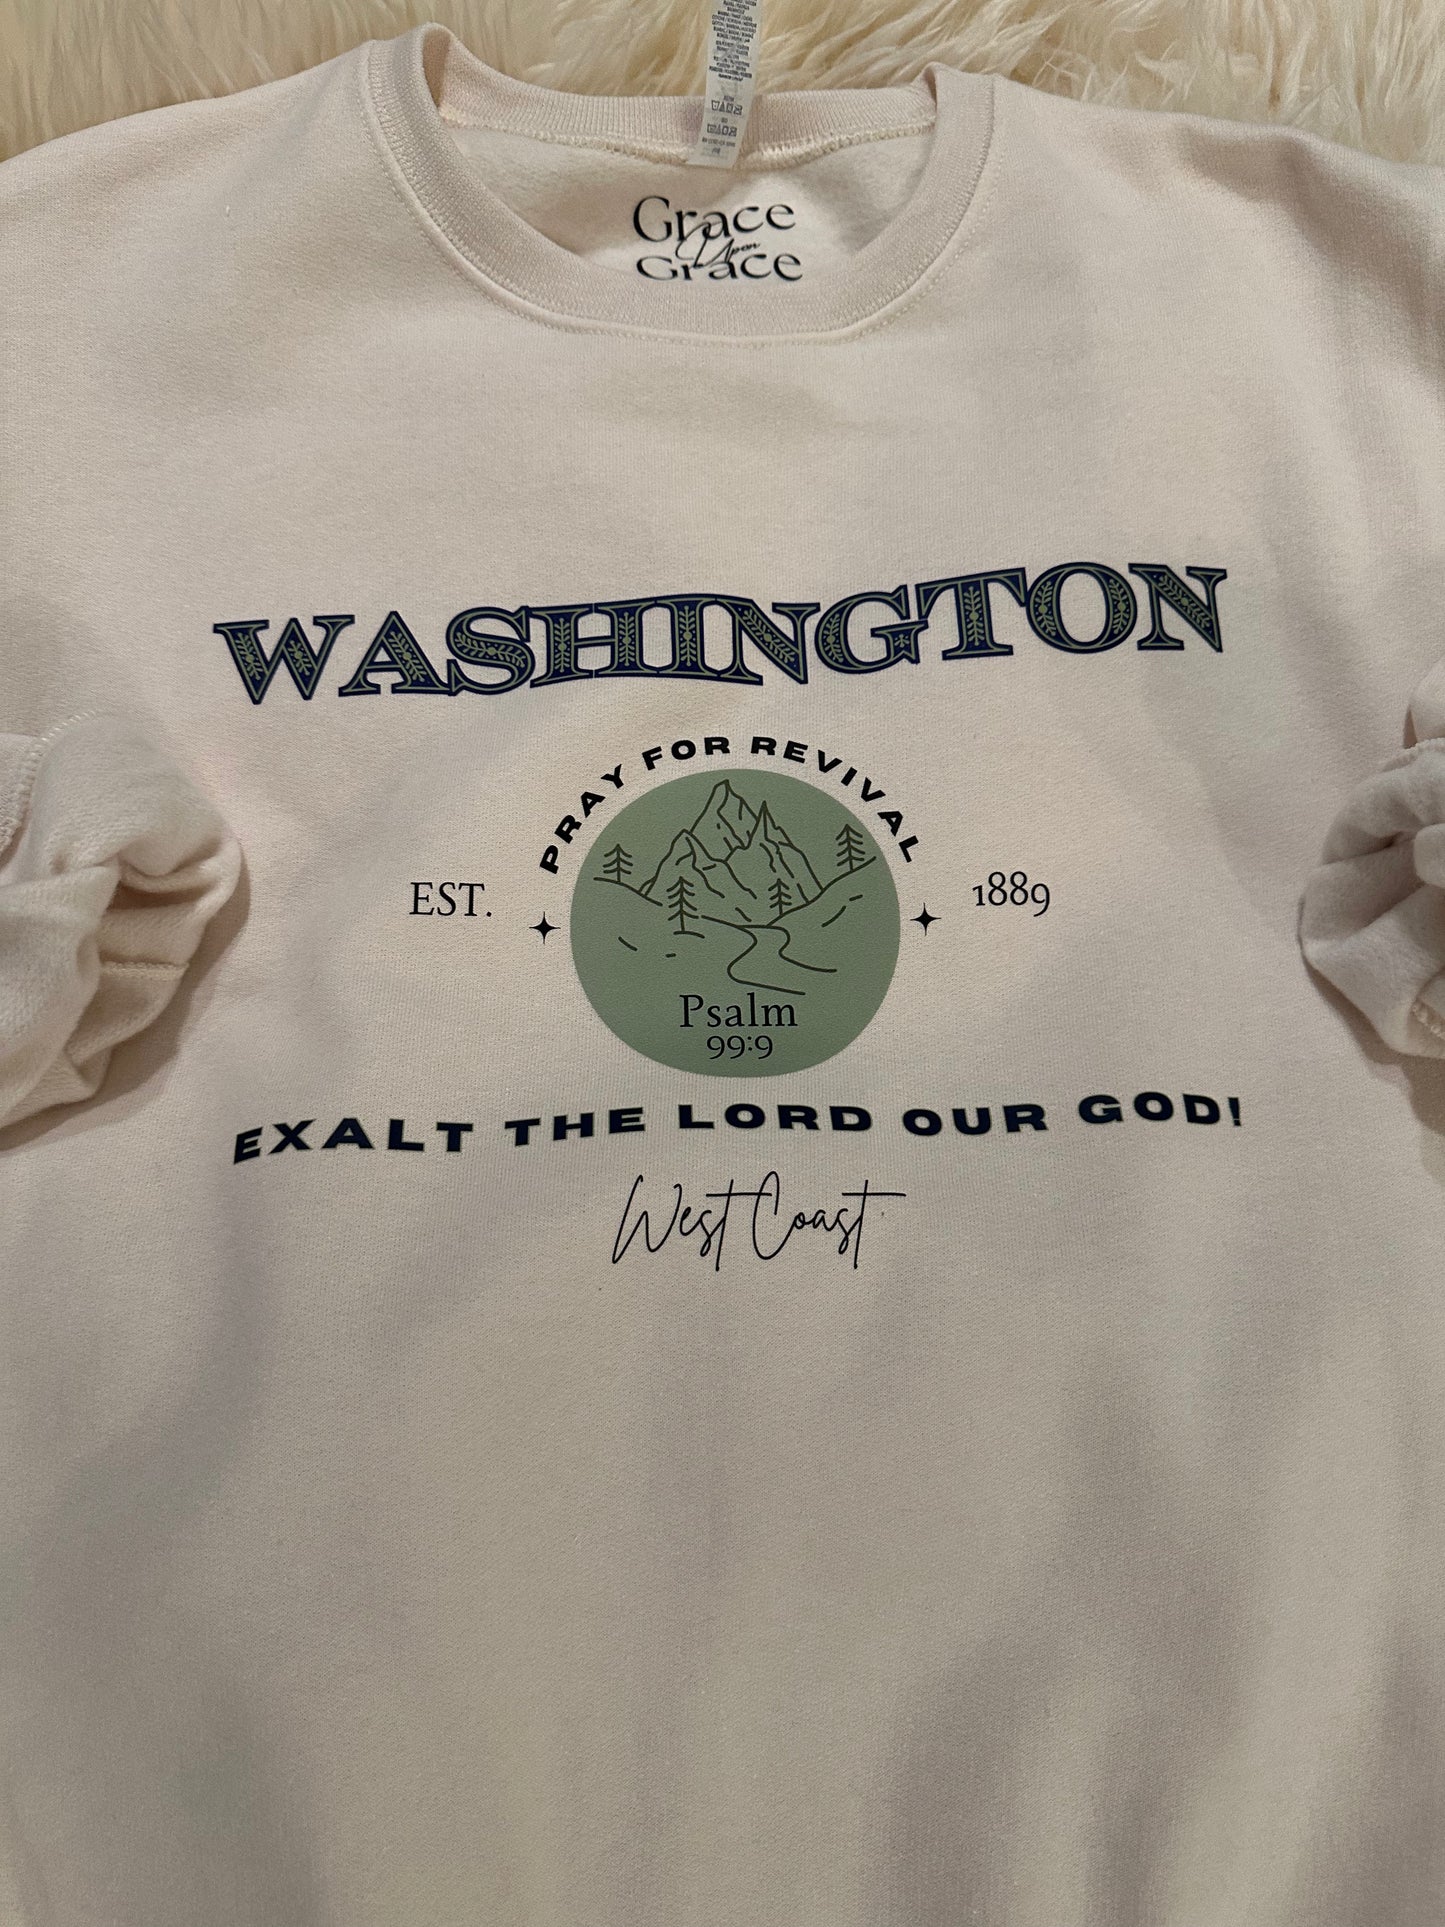 Grace
Upon
Grace
WASHINGTON
PRAY FOR REVIVAL
EST.
1889
Psalm
99:9
EXALT THE LORD OUR GOD!
West Coast